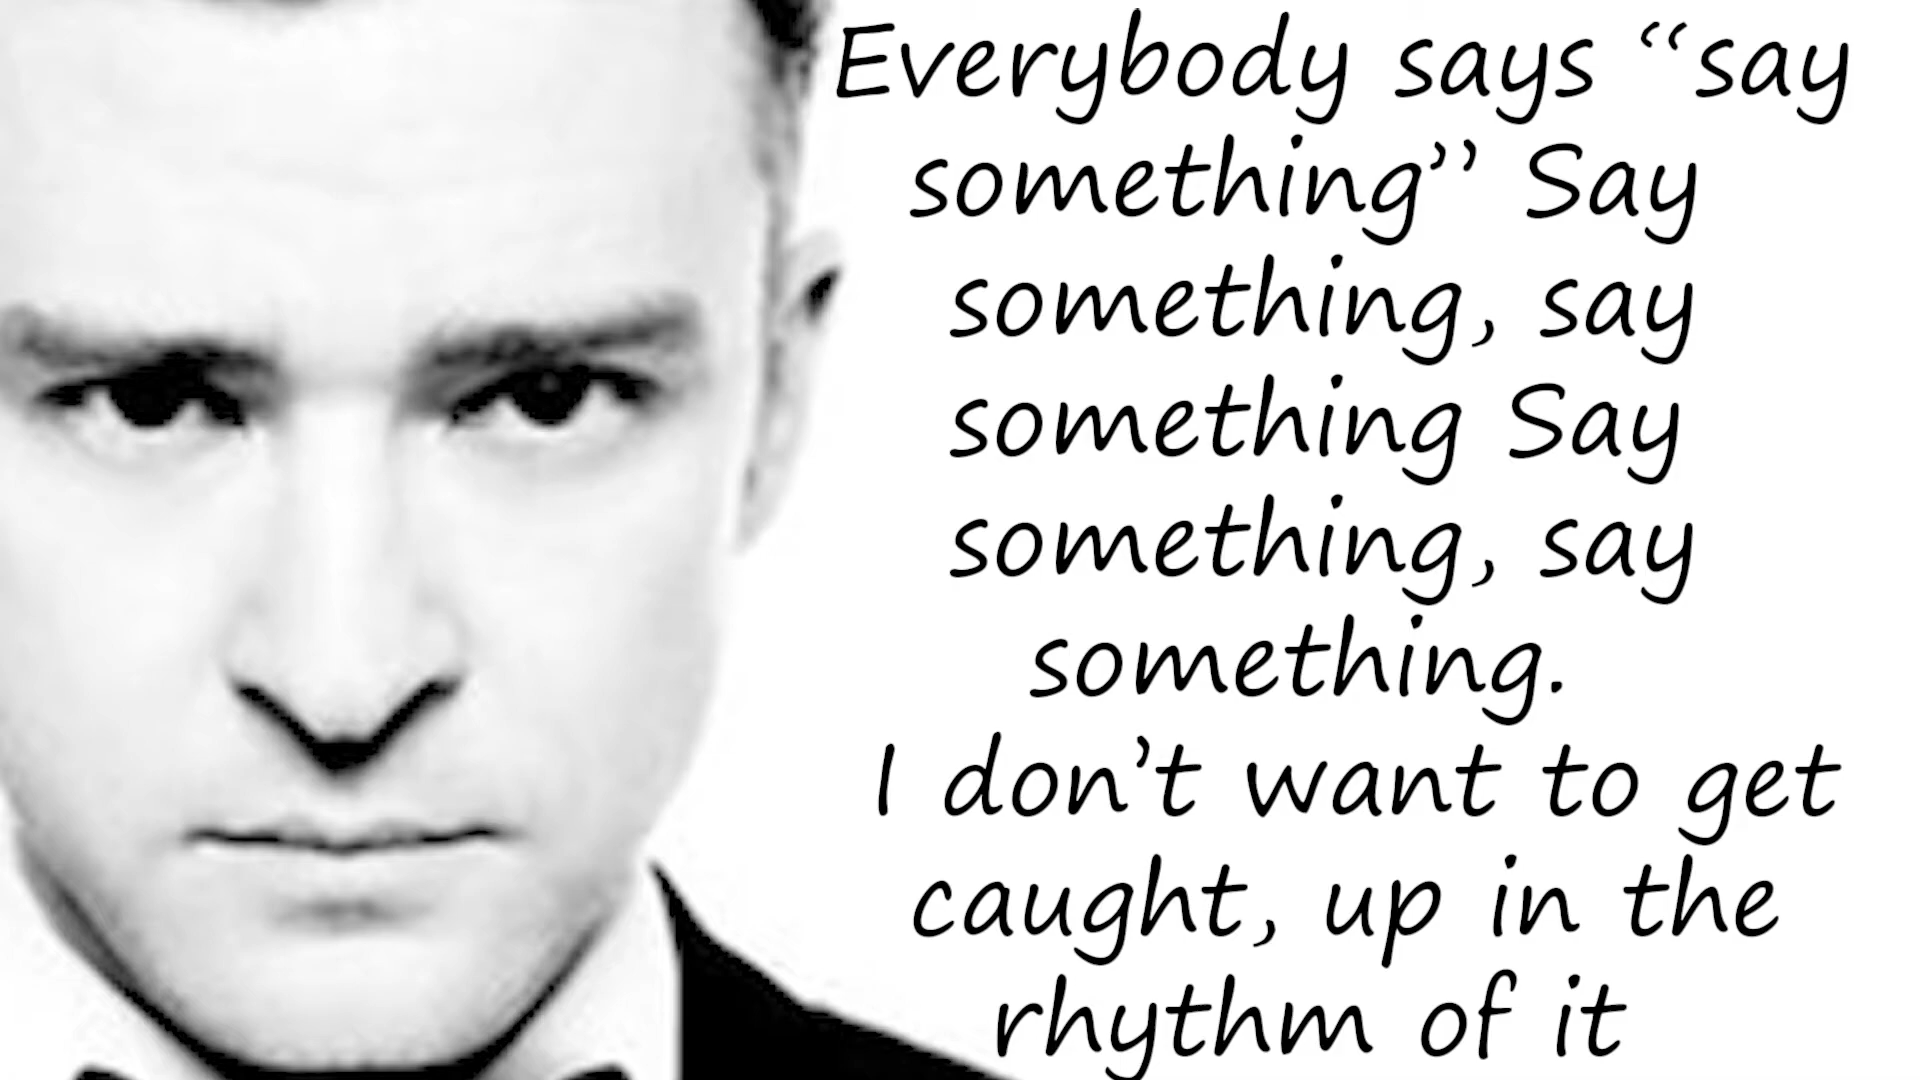 Everybody says “say
something” Say
something, say
something Say
something, say
something.
I don’t want to get
caught, up in the
rhythm of it